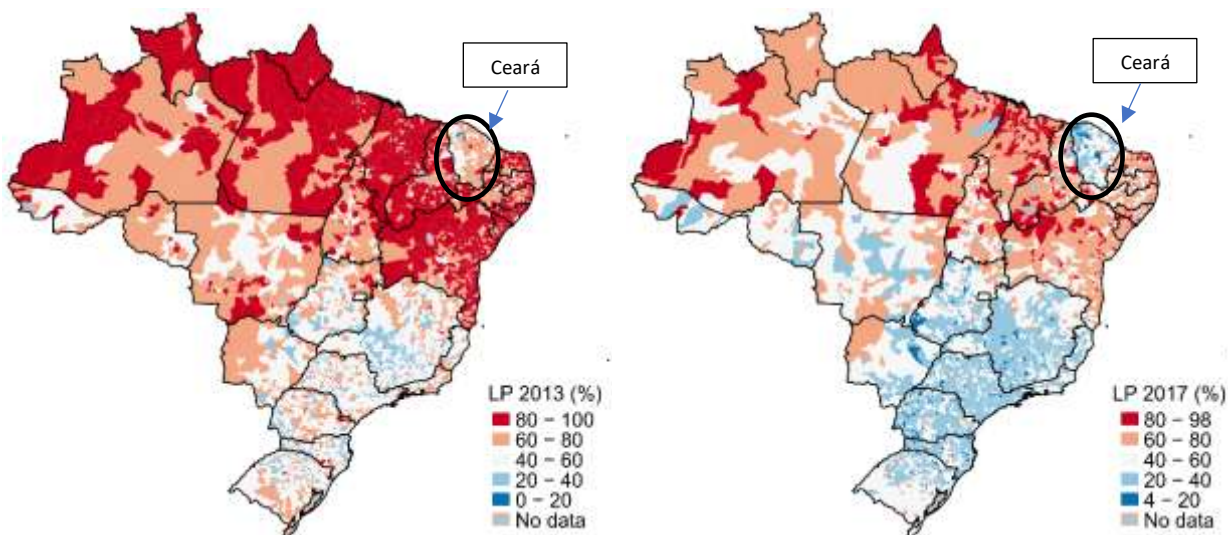 Ceará
LP 2013 (%)
80 – 100
60 – 80
40 – 60
20 – 40
0 – 20
No data
Ceará
LP 2017 (%)
80 – 98
60 – 80
40 – 60
20 – 40
4 – 20
No data